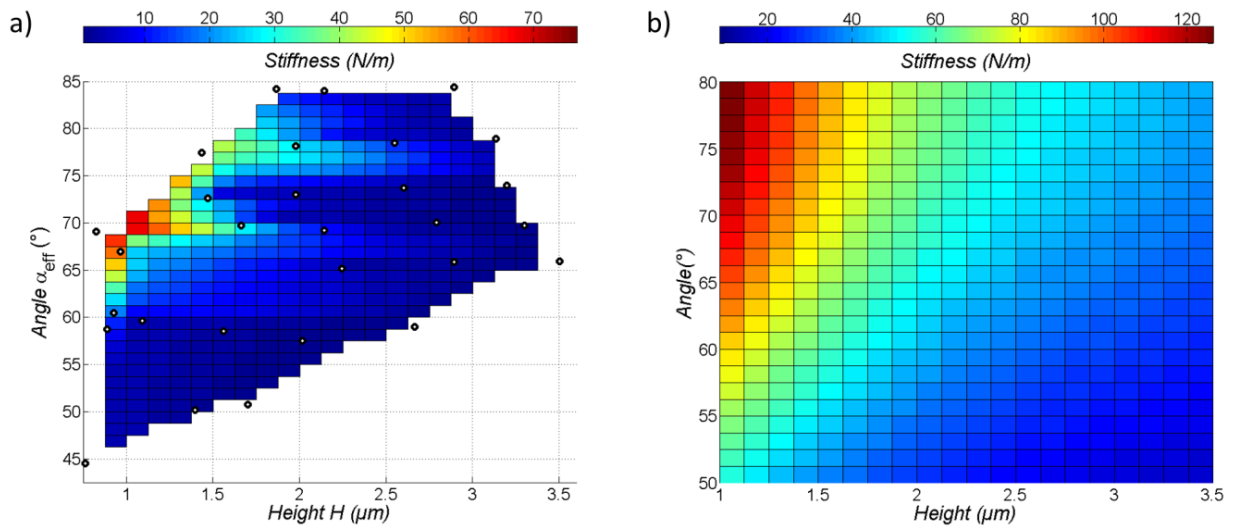 a)
10 20 30 40 50 60 70
Stiffness (N/m)
85
80
75
70
65
60
55
50
45
Angle α_eff (°)
1 1.5 2 2.5 3 3.5
Height H (µm)
b)
20 40 60 80 100 120
Stiffness (N/m)
80
75
70
65
60
55
50
Angle(°)
1 1.5 2 2.5 3 3.5
Height (µm)